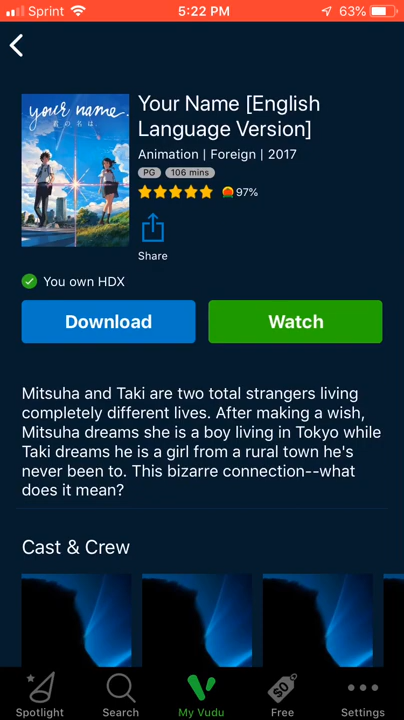 Sprint 5:22 PM 63%
your name.
君の名は。
Your Name [English
Language Version]
Animation | Foreign | 2017
PG 106 mins
97%
Share
You own HDX
Download Watch
Mitsuha and Taki are two total strangers living
completely different lives. After making a wish,
Mitsuha dreams she is a boy living in Tokyo while
Taki dreams he is a girl from a rural town he's
never been to. This bizarre connection--what
does it mean?
Cast & Crew
$0
Spotlight Search My Vudu Free Settings